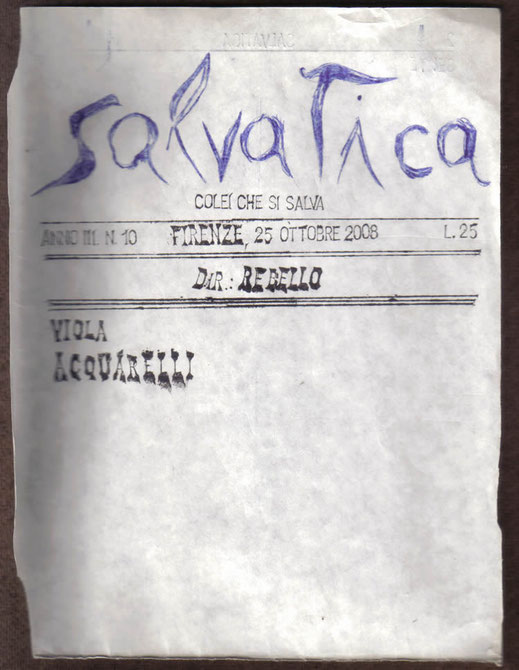 SalvaTica
COLEI CHE SI SALVA
ANNO III. N. 10 FIRENZE, 25 OTTOBRE 2008 L. 25
DIR.: REBELLO
VIOLA
ACQUARELLI